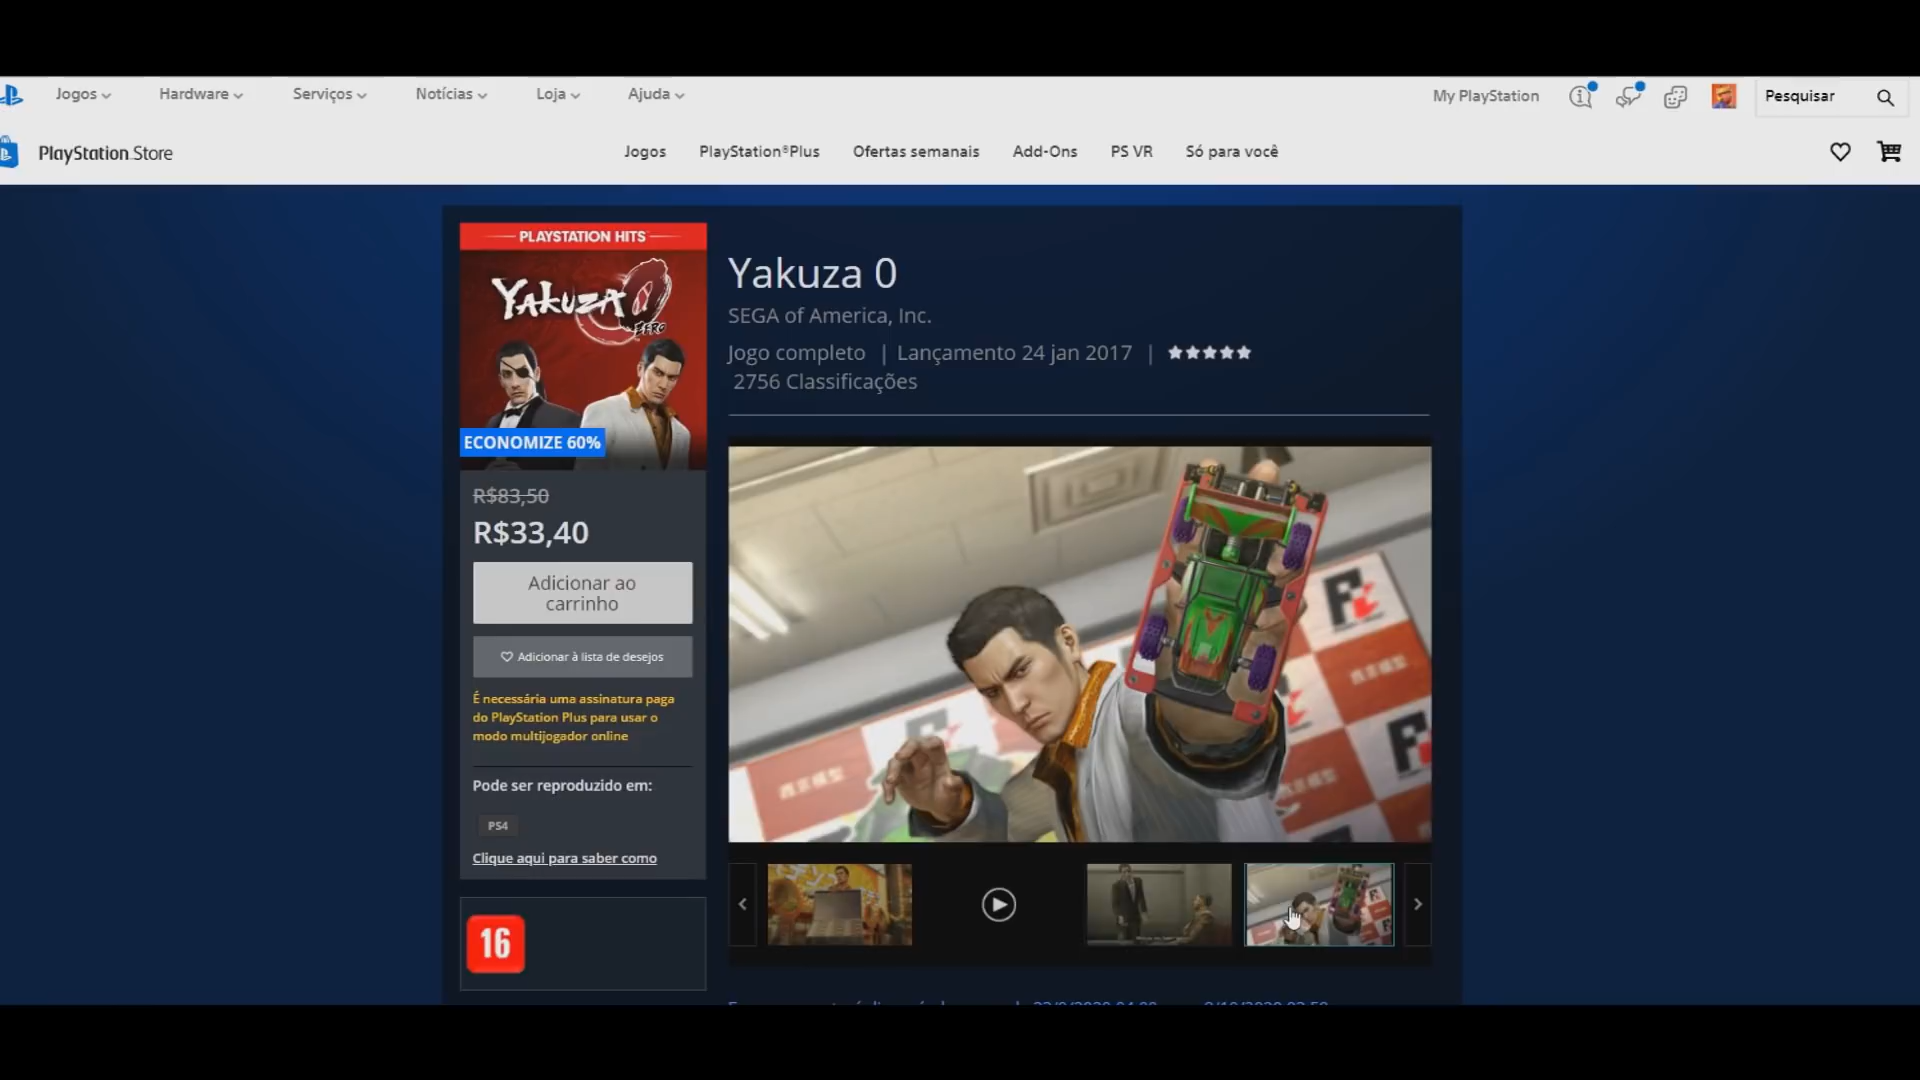 Jogos
Hardware
Serviços
Notícias
Loja
Ajuda
My PlayStation
Pesquisar
PlayStation Store
Jogos
PlayStation®Plus
Ofertas semanais
Add-Ons
PS VR
Só para você
PLAYSTATION HITS
YAKUZA 0
ZERO
ECONOMIZE 60%
R$83,50
R$33,40
Adicionar ao
carrinho
Adicionar à lista de desejos
É necessária uma assinatura paga
do PlayStation Plus para usar o
modo multijogador online
Pode ser reproduzido em:
PS4
Clique aqui para saber como
16
Yakuza 0
SEGA of America, Inc.
Jogo completo | Lançamento 24 jan 2017 |
2756 Classificações